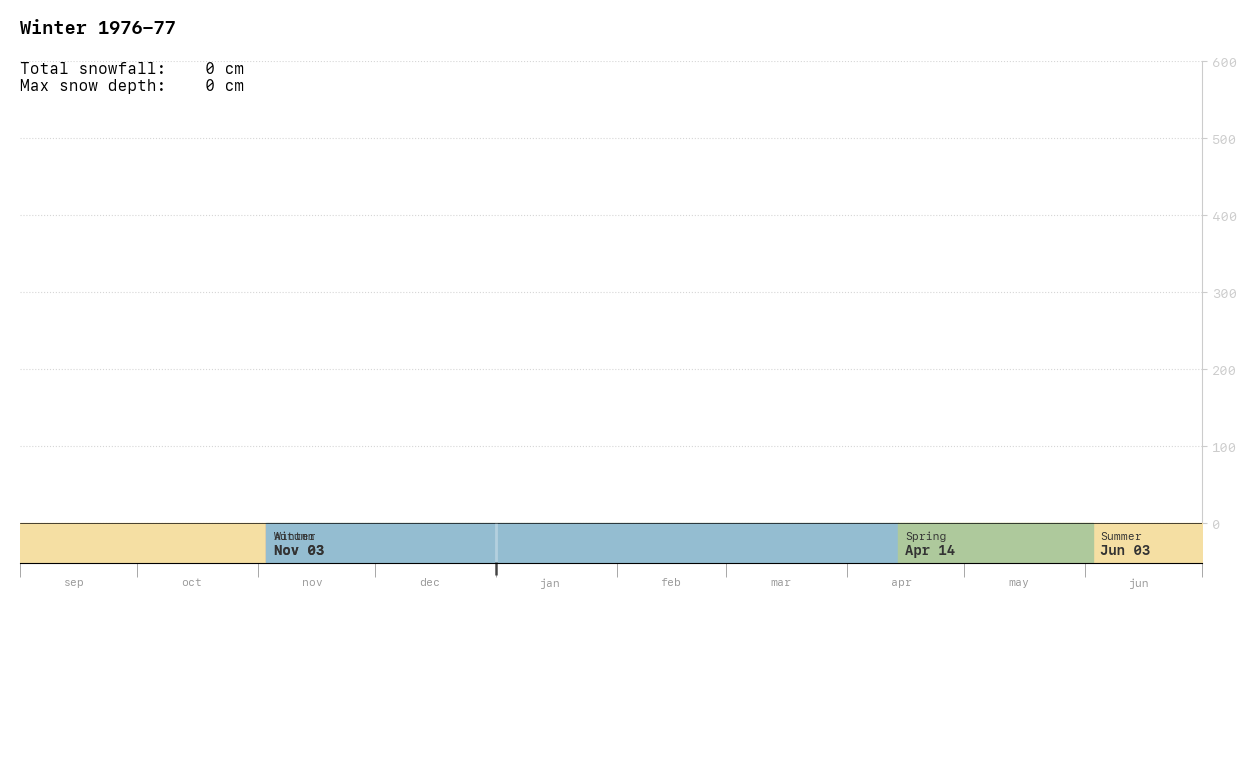 Winter 1976–77
Total snowfall: 0 cm
Max snow depth: 0 cm
600
500
400
300
200
100
0
Nov 03
Spring
Apr 14
Summer
Jun 03
sep oct nov dec jan feb mar apr may jun